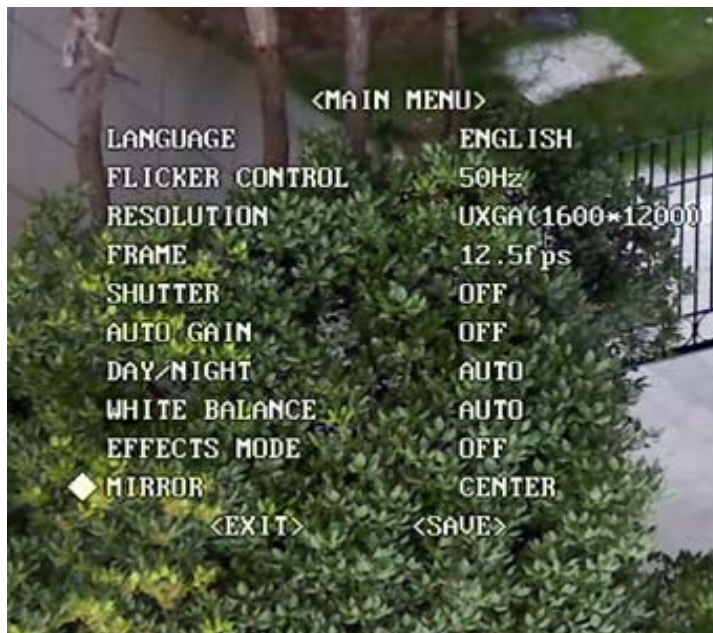 <MAIN MENU>
LANGUAGE ENGLISH
FLICKER CONTROL 50Hz
RESOLUTION UXGA(1600*1200)
FRAME 12.5fps
SHUTTER OFF
AUTO GAIN OFF
DAY/NIGHT AUTO
WHITE BALANCE AUTO
EFFECTS MODE OFF
MIRROR CENTER
<EXIT> <SAVE>